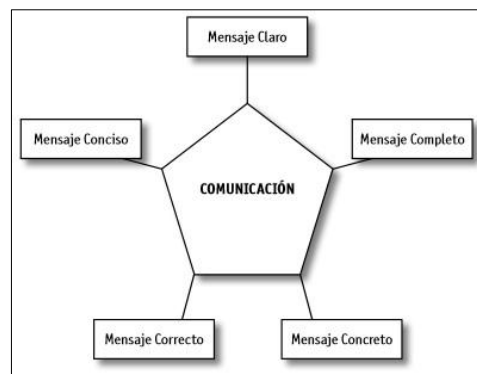 Mensaje Claro
Mensaje Conciso
Mensaje Completo
COMUNICACIÓN
Mensaje Correcto
Mensaje Concreto